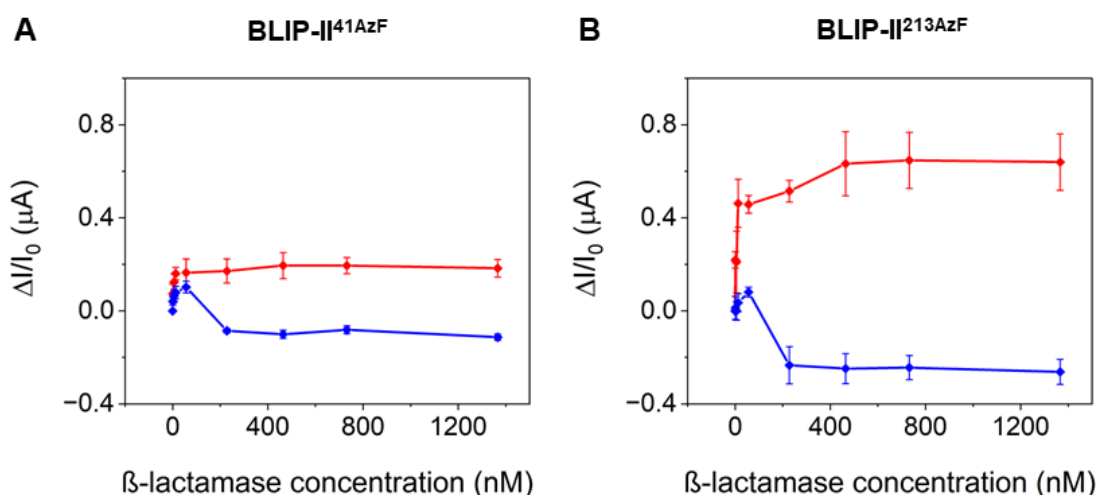 A
BLIP-II41AzF
ΔI/I0 (μA)
0.8
0.4
0.0
−0.4
0
400
800
1200
ß-lactamase concentration (nM)
B
BLIP-II213AzF
ΔI/I0 (μA)
0.8
0.4
0.0
−0.4
0
400
800
1200
ß-lactamase concentration (nM)